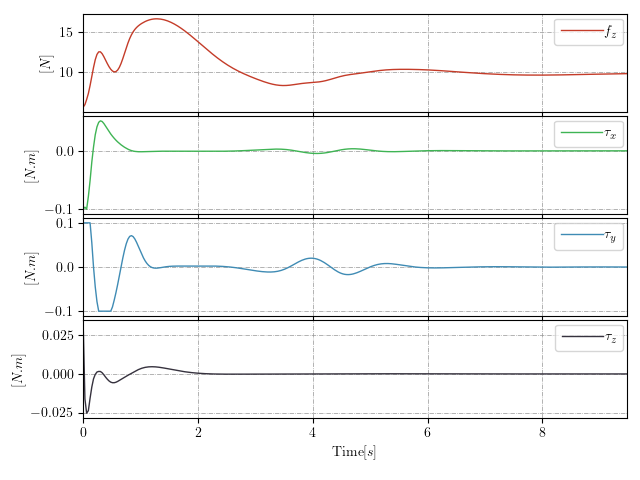 15
10
[N]
f_z
0.0
−0.1
[N.m]
τ_x
0.1
0.0
−0.1
[N.m]
τ_y
0.025
0.000
−0.025
[N.m]
τ_z
0 2 4 6 8
Time[s]